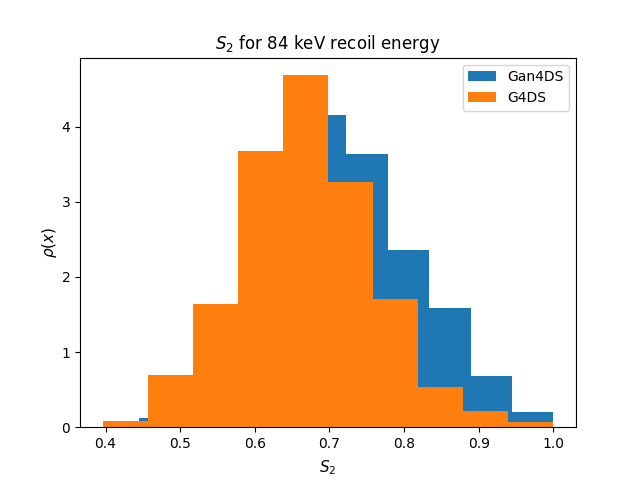 S₂ for 84 keV recoil energy
Gan4DS
G4DS
ρ(x)
4
3
2
1
0
0.4 0.5 0.6 0.7 0.8 0.9 1.0
S₂